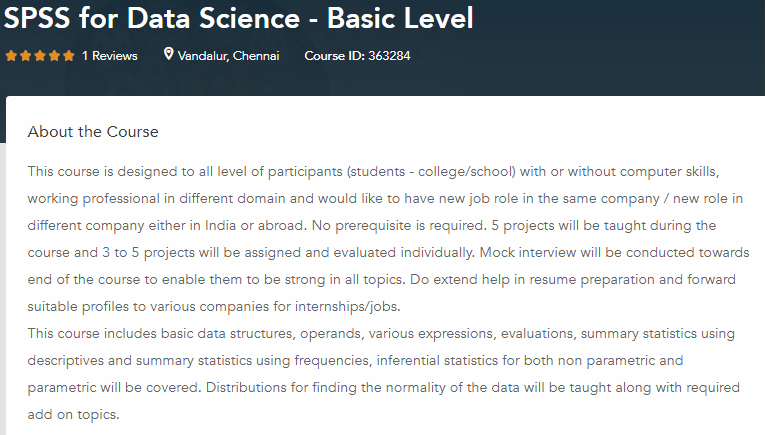 SPSS for Data Science - Basic Level
1 Reviews Vandalur, Chennai Course ID: 363284
About the Course
This course is designed to all level of participants (students - college/school) with or without computer skills,
working professional in different domain and would like to have new job role in the same company / new role in
different company either in India or abroad. No prerequisite is required. 5 projects will be taught during the
course and 3 to 5 projects will be assigned and evaluated individually. Mock interview will be conducted towards
end of the course to enable them to be strong in all topics. Do extend help in resume preparation and forward
suitable profiles to various companies for internships/jobs.
This course includes basic data structures, operands, various expressions, evaluations, summary statistics using
descriptives and summary statistics using frequencies, inferential statistics for both non parametric and
parametric will be covered. Distributions for finding the normality of the data will be taught along with required
add on topics.